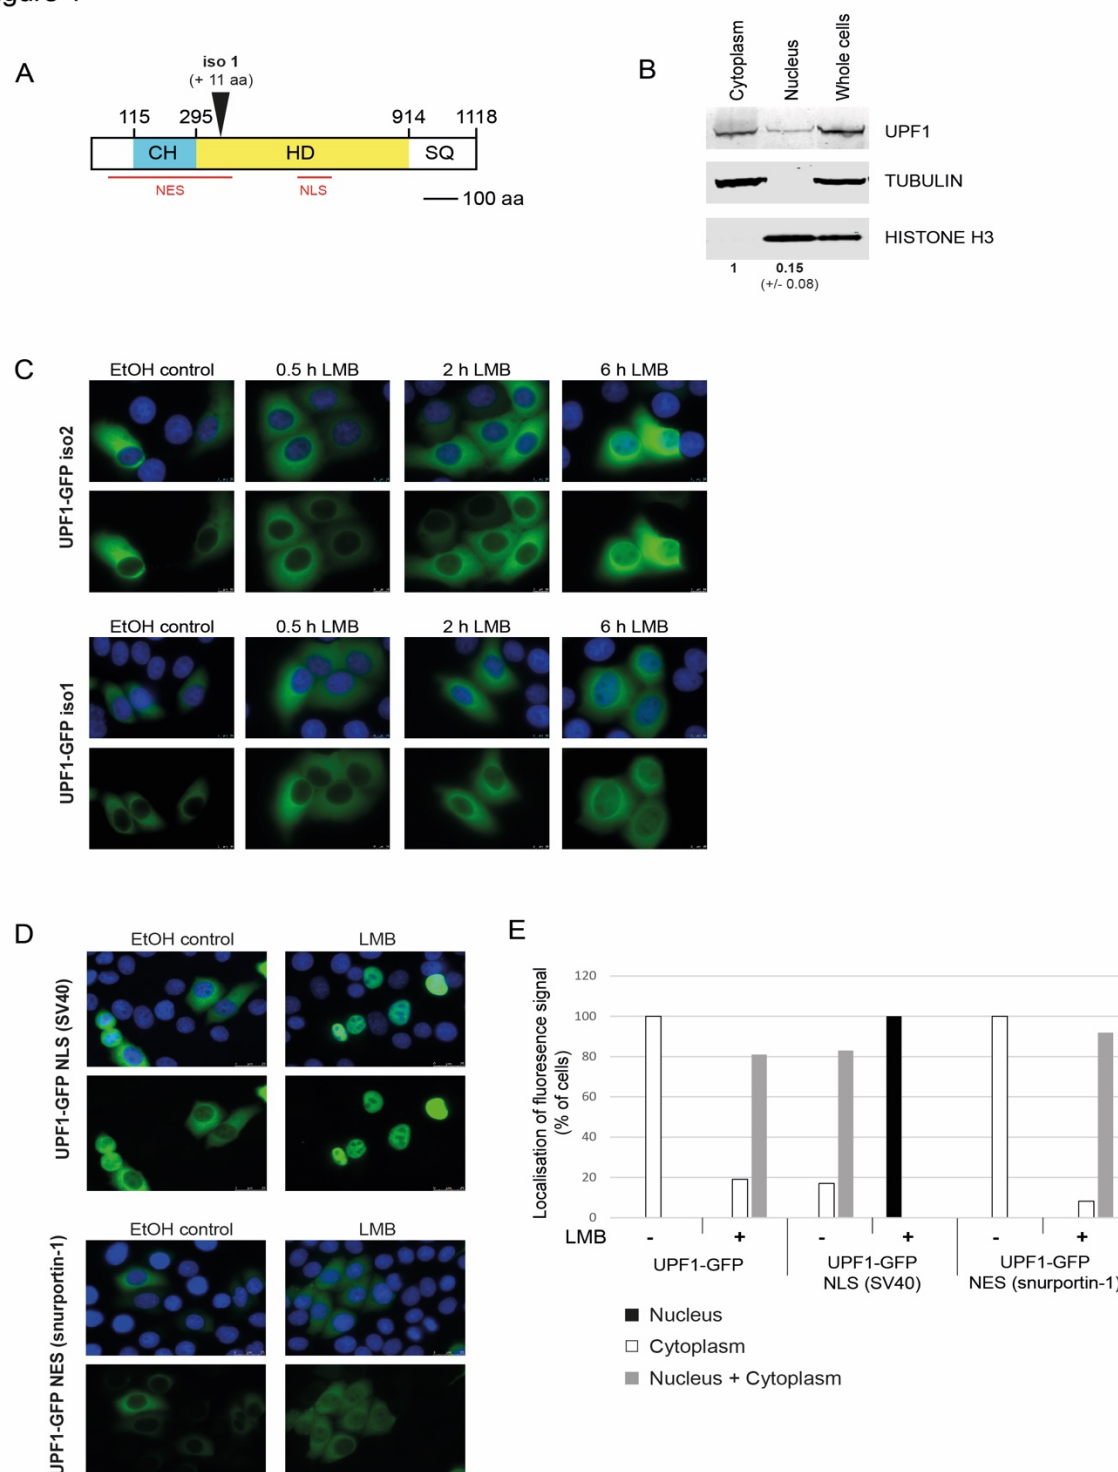 A
iso 1
(+ 11 aa)
115 295 914 1118
CH HD SQ
NES NLS
100 aa
B
Cytoplasm
Nucleus
Whole cells
UPF1
TUBULIN
HISTONE H3
1 0.15
(+/- 0.08)
C
EtOH control 0.5 h LMB 2 h LMB 6 h LMB
UPF1-GFP iso2
EtOH control 0.5 h LMB 2 h LMB 6 h LMB
UPF1-GFP iso1
D
EtOH control LMB
UPF1-GFP NLS (SV40)
EtOH control LMB
UPF1-GFP NES (snurportin-1)
E
Localisation of fluoresence signal
(% of cells)
120
100
80
60
40
20
0
LMB - + - + - +
UPF1-GFP UPF1-GFP UPF1-GFP
NLS (SV40) NES (snurportin-1)
Nucleus
Cytoplasm
Nucleus + Cytoplasm